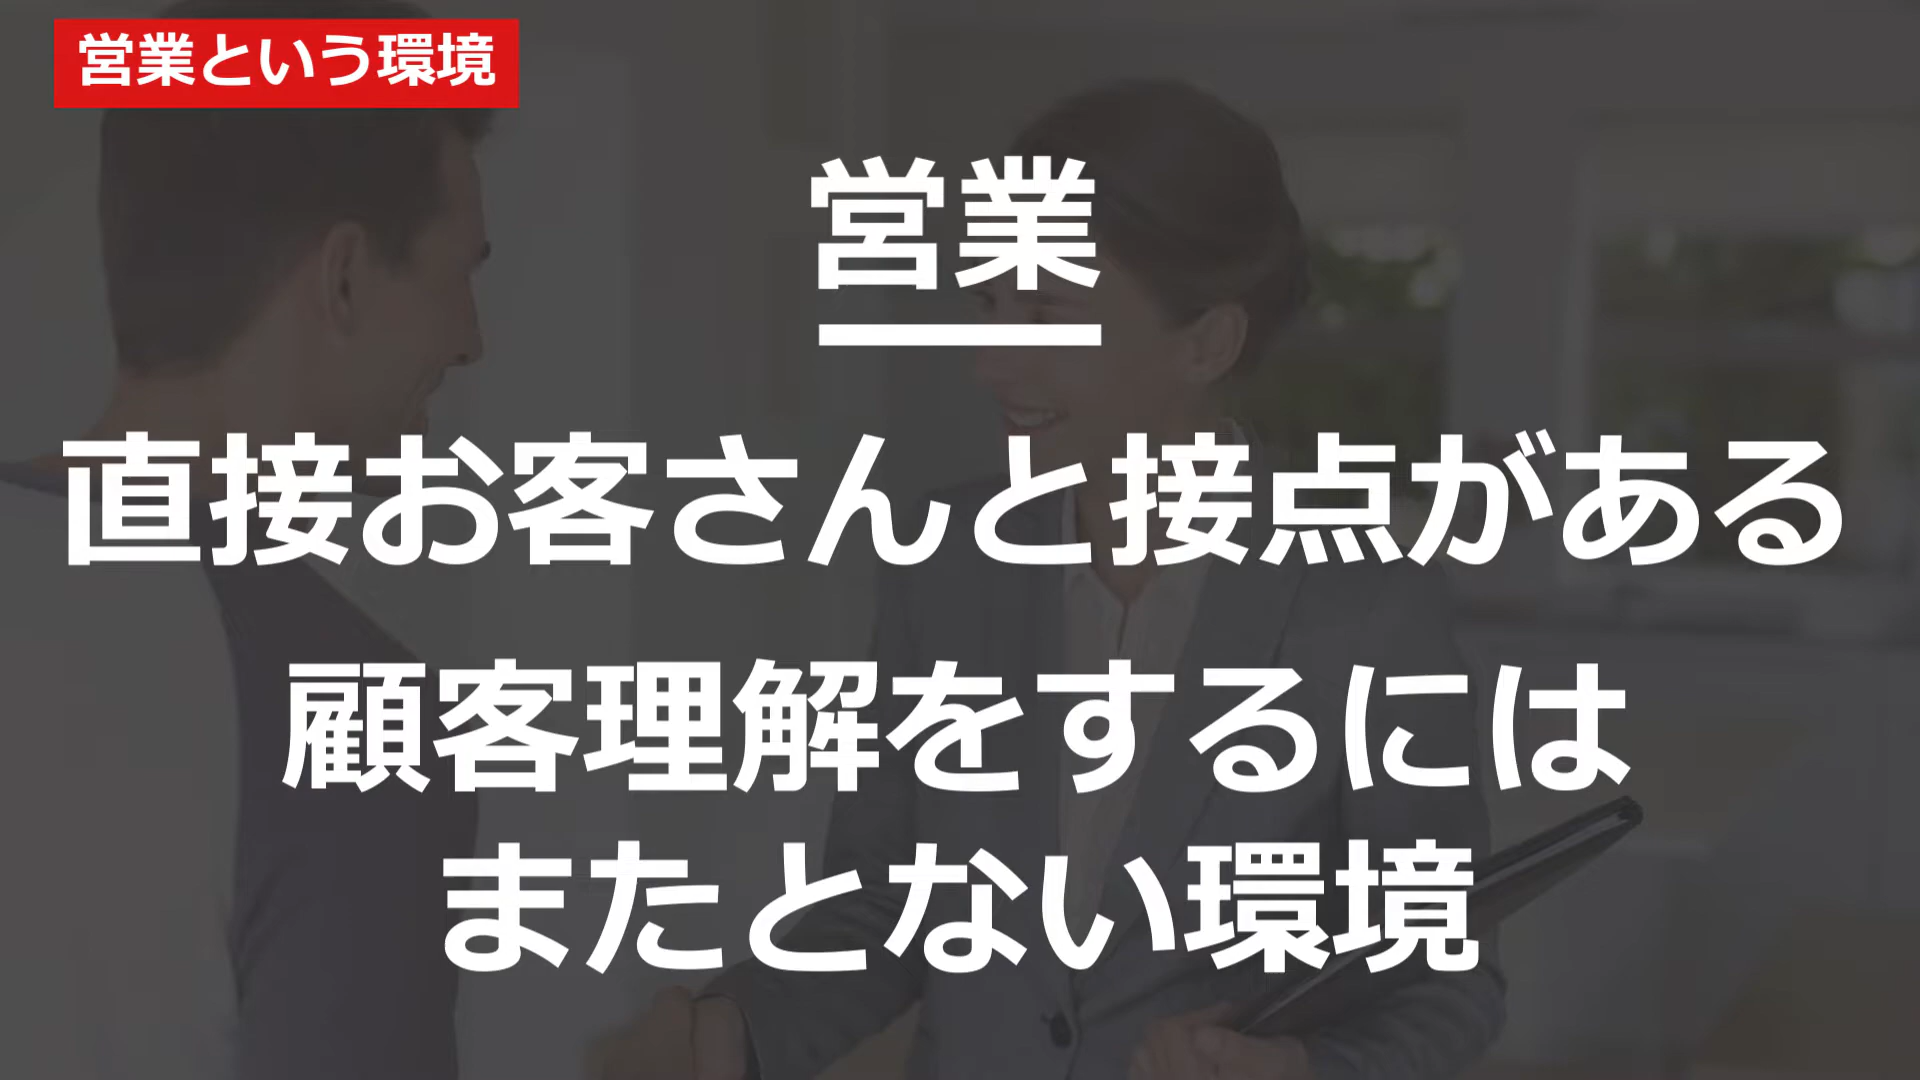 営業という環境
営業
直接お客さんと接点がある
顧客理解をするには
またとない環境